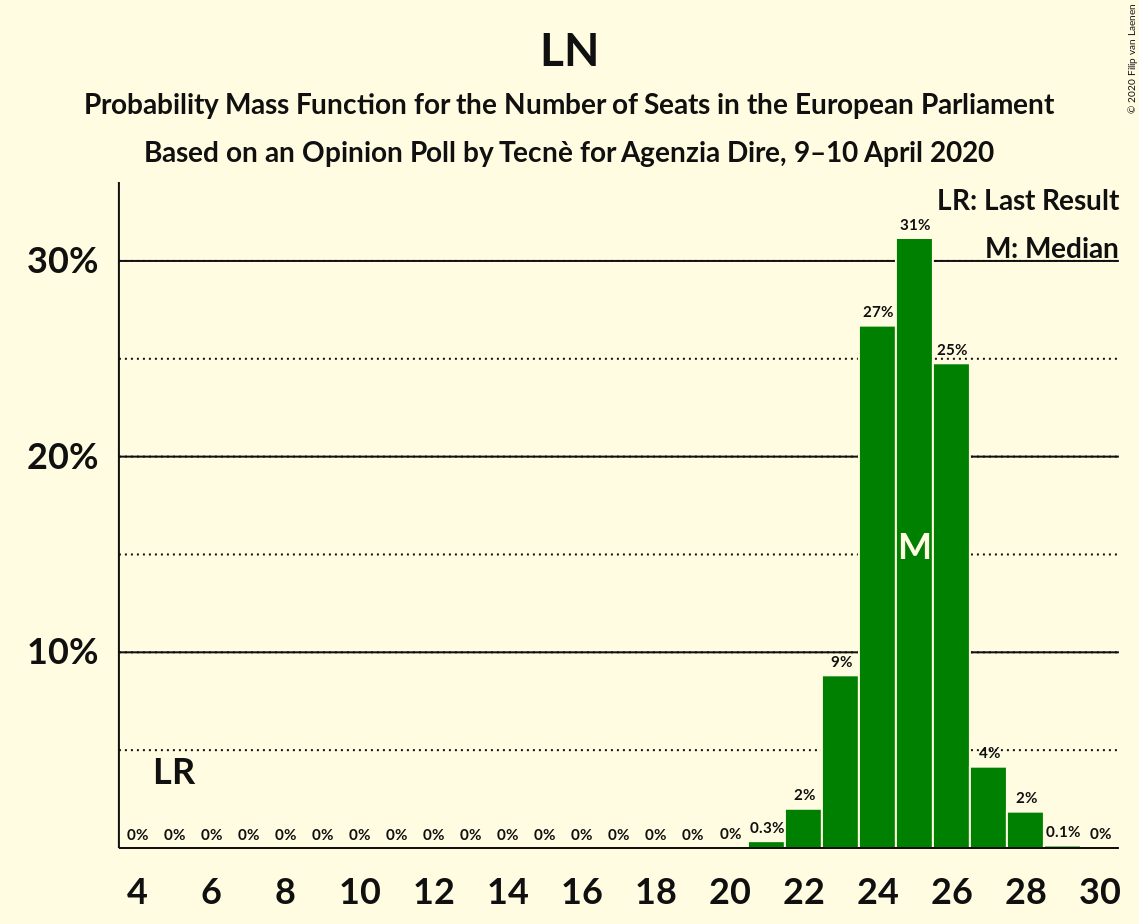 © 2020 Filip van Laenen
LN
Probability Mass Function for the Number of Seats in the European Parliament
Based on an Opinion Poll by Tecnè for Agenzia Dire, 9–10 April 2020
LR: Last Result
M: Median
30%
20%
10%
31%
27%
25%
9%
4%
2%
2%
0.3%
0.1%
M
LR
0% 0% 0% 0% 0% 0% 0% 0% 0% 0% 0% 0% 0% 0% 0% 0% 0% 0%
4 6 8 10 12 14 16 18 20 22 24 26 28 30